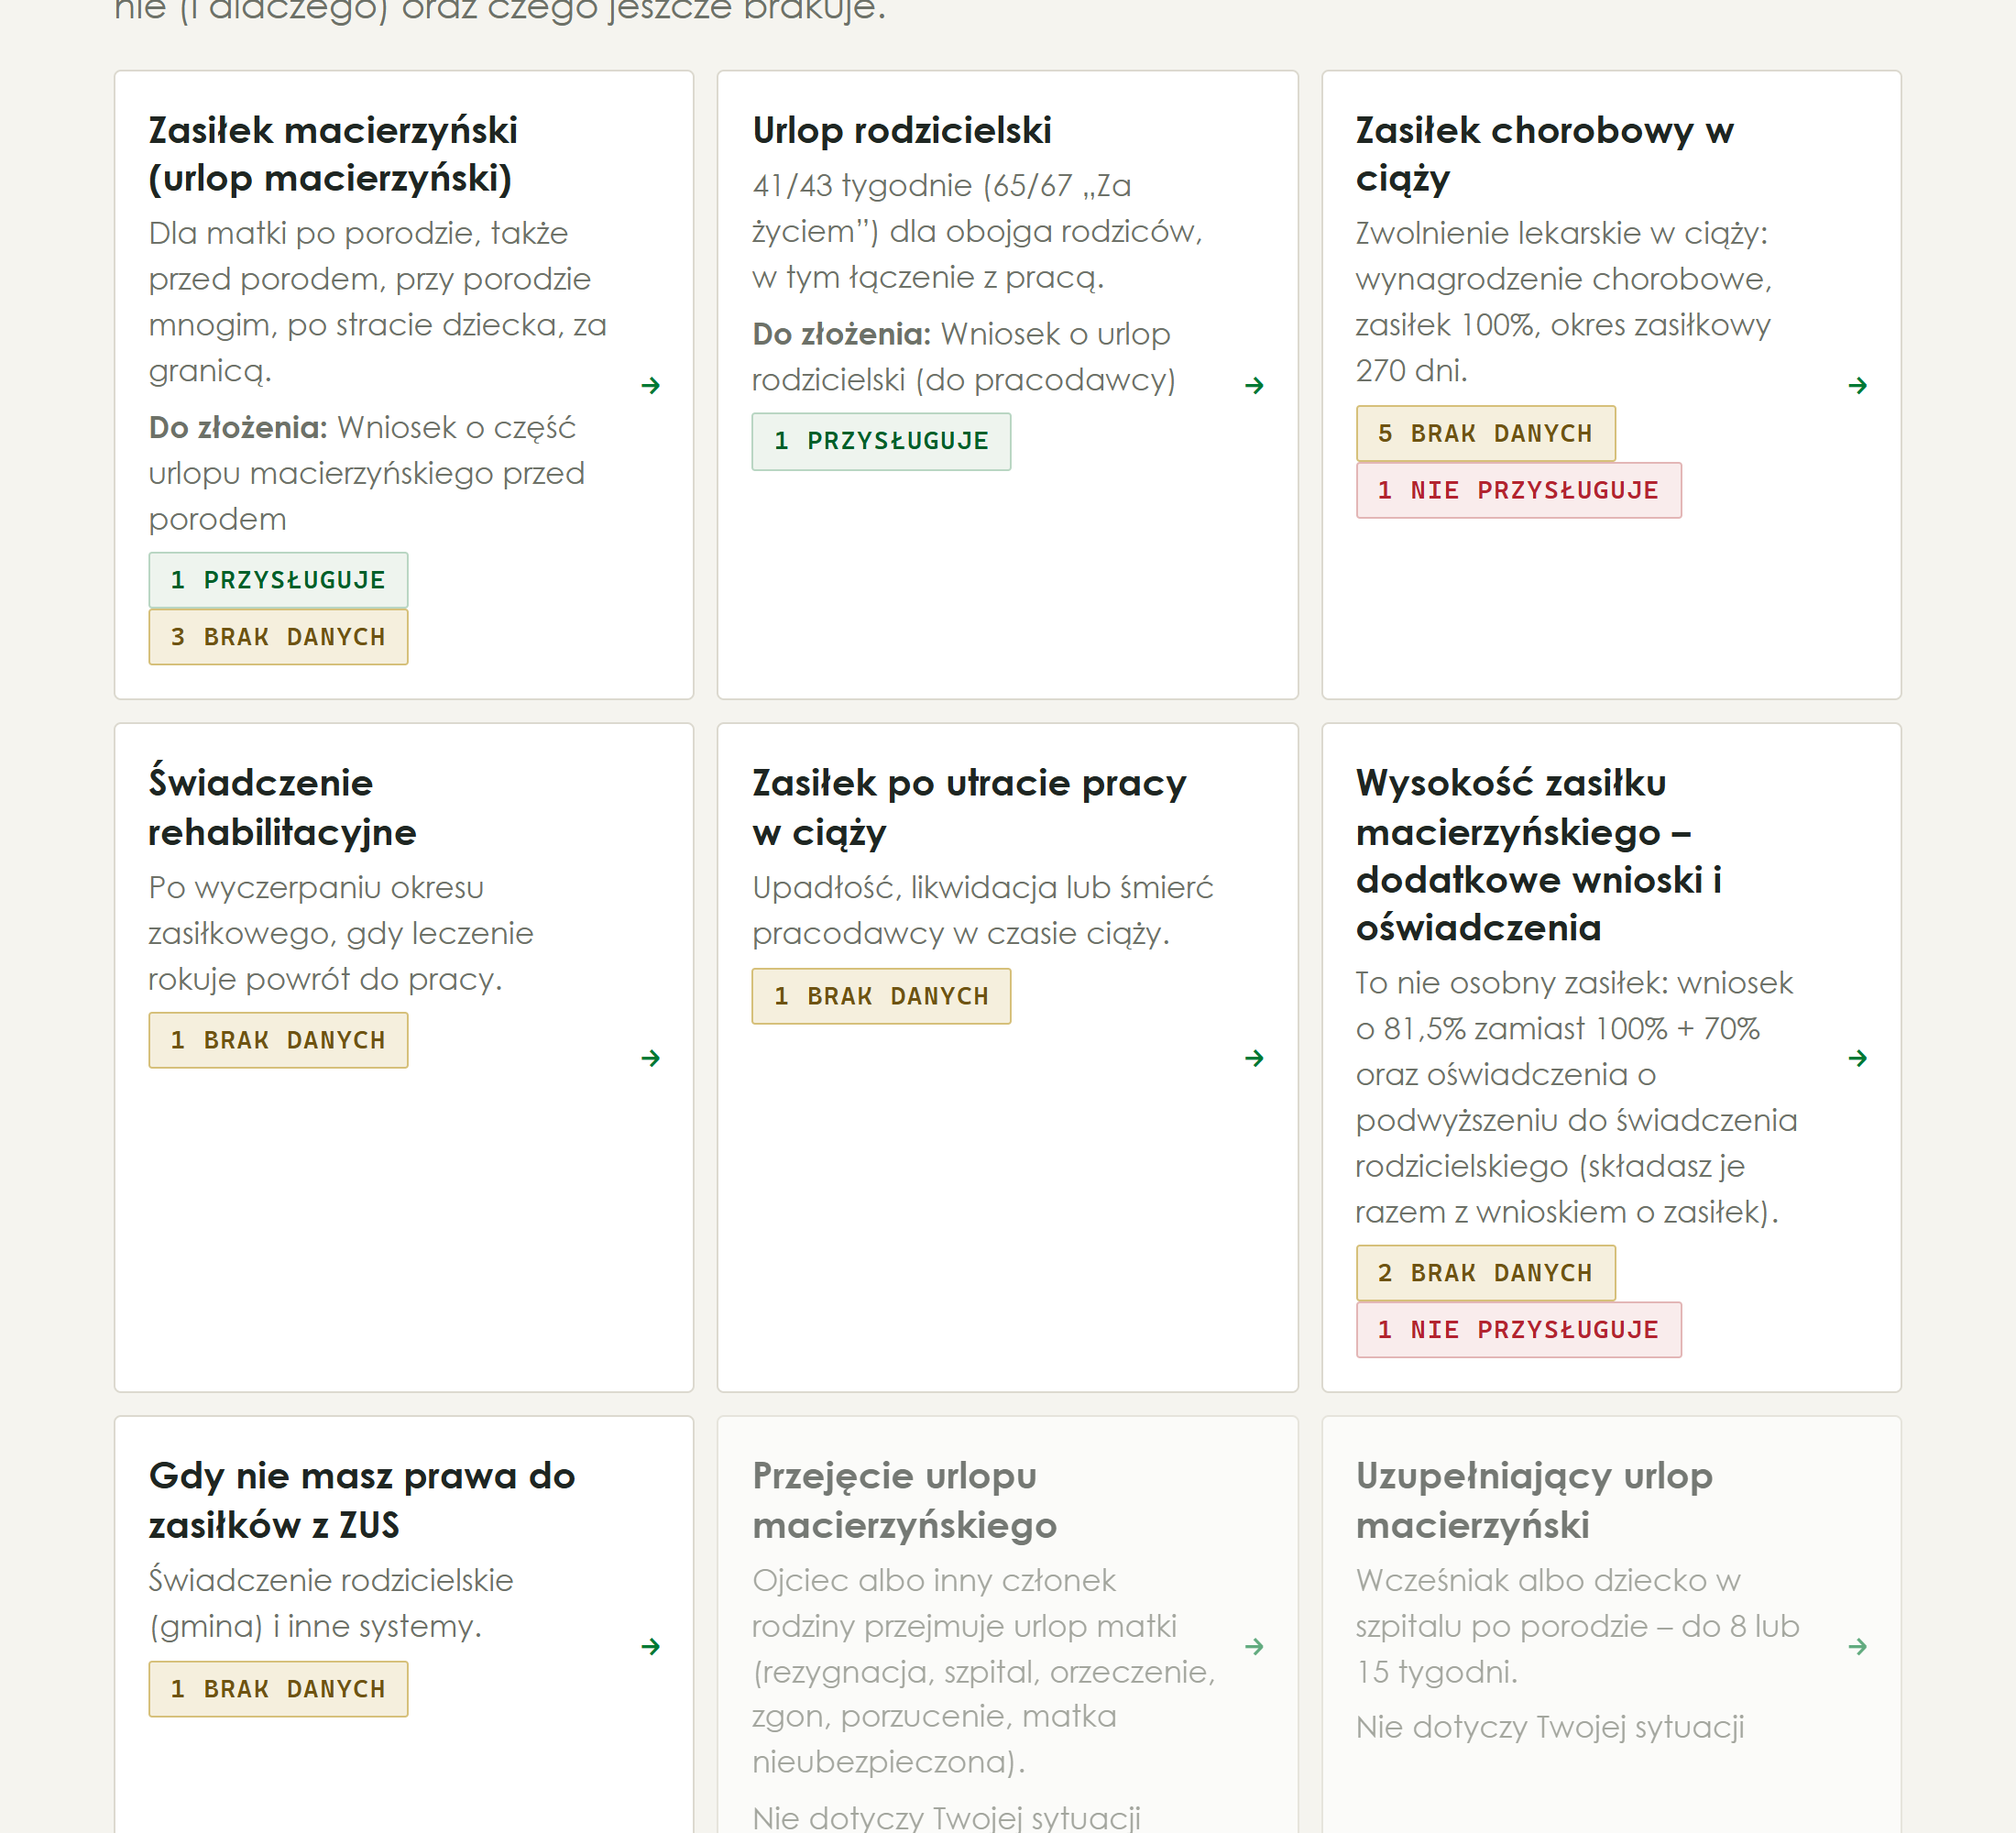 nie (i dlaczego) oraz czego jeszcze brakuje.
Zasiłek macierzyński
(urlop macierzyński)
Dla matki po porodzie, także
przed porodem, przy porodzie
mnogim, po stracie dziecka, za
granicą.
Do złożenia: Wniosek o część
urlopu macierzyńskiego przed
porodem
1 PRZYSŁUGUJE
3 BRAK DANYCH
→
Urlop rodzicielski
41/43 tygodnie (65/67 „Za
życiem”) dla obojga rodziców,
w tym łączenie z pracą.
Do złożenia: Wniosek o urlop
rodzicielski (do pracodawcy)
1 PRZYSŁUGUJE
→
Zasiłek chorobowy w
ciąży
Zwolnienie lekarskie w ciąży:
wynagrodzenie chorobowe,
zasiłek 100%, okres zasiłkowy
270 dni.
5 BRAK DANYCH
1 NIE PRZYSŁUGUJE
→
Świadczenie
rehabilitacyjne
Po wyczerpaniu okresu
zasiłkowego, gdy leczenie
rokuje powrót do pracy.
1 BRAK DANYCH
→
Zasiłek po utracie pracy
w ciąży
Upadłość, likwidacja lub śmierć
pracodawcy w czasie ciąży.
1 BRAK DANYCH
→
Wysokość zasiłku
macierzyńskiego –
dodatkowe wnioski i
oświadczenia
To nie osobny zasiłek: wniosek
o 81,5% zamiast 100% + 70%
oraz oświadczenia o
podwyższeniu do świadczenia
rodzicielskiego (składasz je
razem z wnioskiem o zasiłek).
2 BRAK DANYCH
1 NIE PRZYSŁUGUJE
→
Gdy nie masz prawa do
zasiłków z ZUS
Świadczenie rodzicielskie
(gmina) i inne systemy.
1 BRAK DANYCH
→
Przejęcie urlopu
macierzyńskiego
Ojciec albo inny członek
rodziny przejmuje urlop matki
(rezygnacja, szpital, orzeczenie,
zgon, porzucenie, matka
nieubezpieczona).
Nie dotyczy Twojej sytuacji
→
Uzupełniający urlop
macierzyński
Wcześniak albo dziecko w
szpitalu po porodzie – do 8 lub
15 tygodni.
Nie dotyczy Twojej sytuacji
→